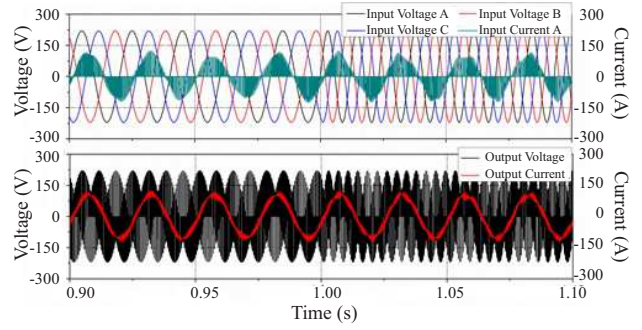 Input Voltage A Input Voltage B
Input Voltage C Input Current A
Voltage (V)
300
150
0
-150
-300
300
150
0
-150
-300
Current (A)
Output Voltage
Output Current
Voltage (V)
300
150
0
-150
-300
300
150
0
-150
-300
Current (A)
0.90 0.95 1.00 1.05 1.10
Time (s)